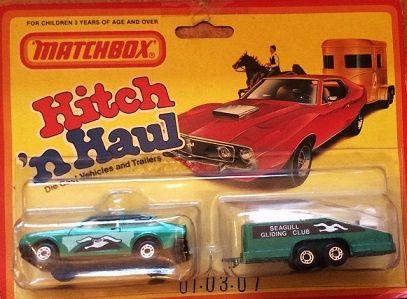 FOR CHILDREN 3 YEARS OF AGE AND OVER
MATCHBOX
Hitch
'n Haul
Die Cast Vehicles and Trailers
SEAGULL
GLIDING CLUB
01·03·07